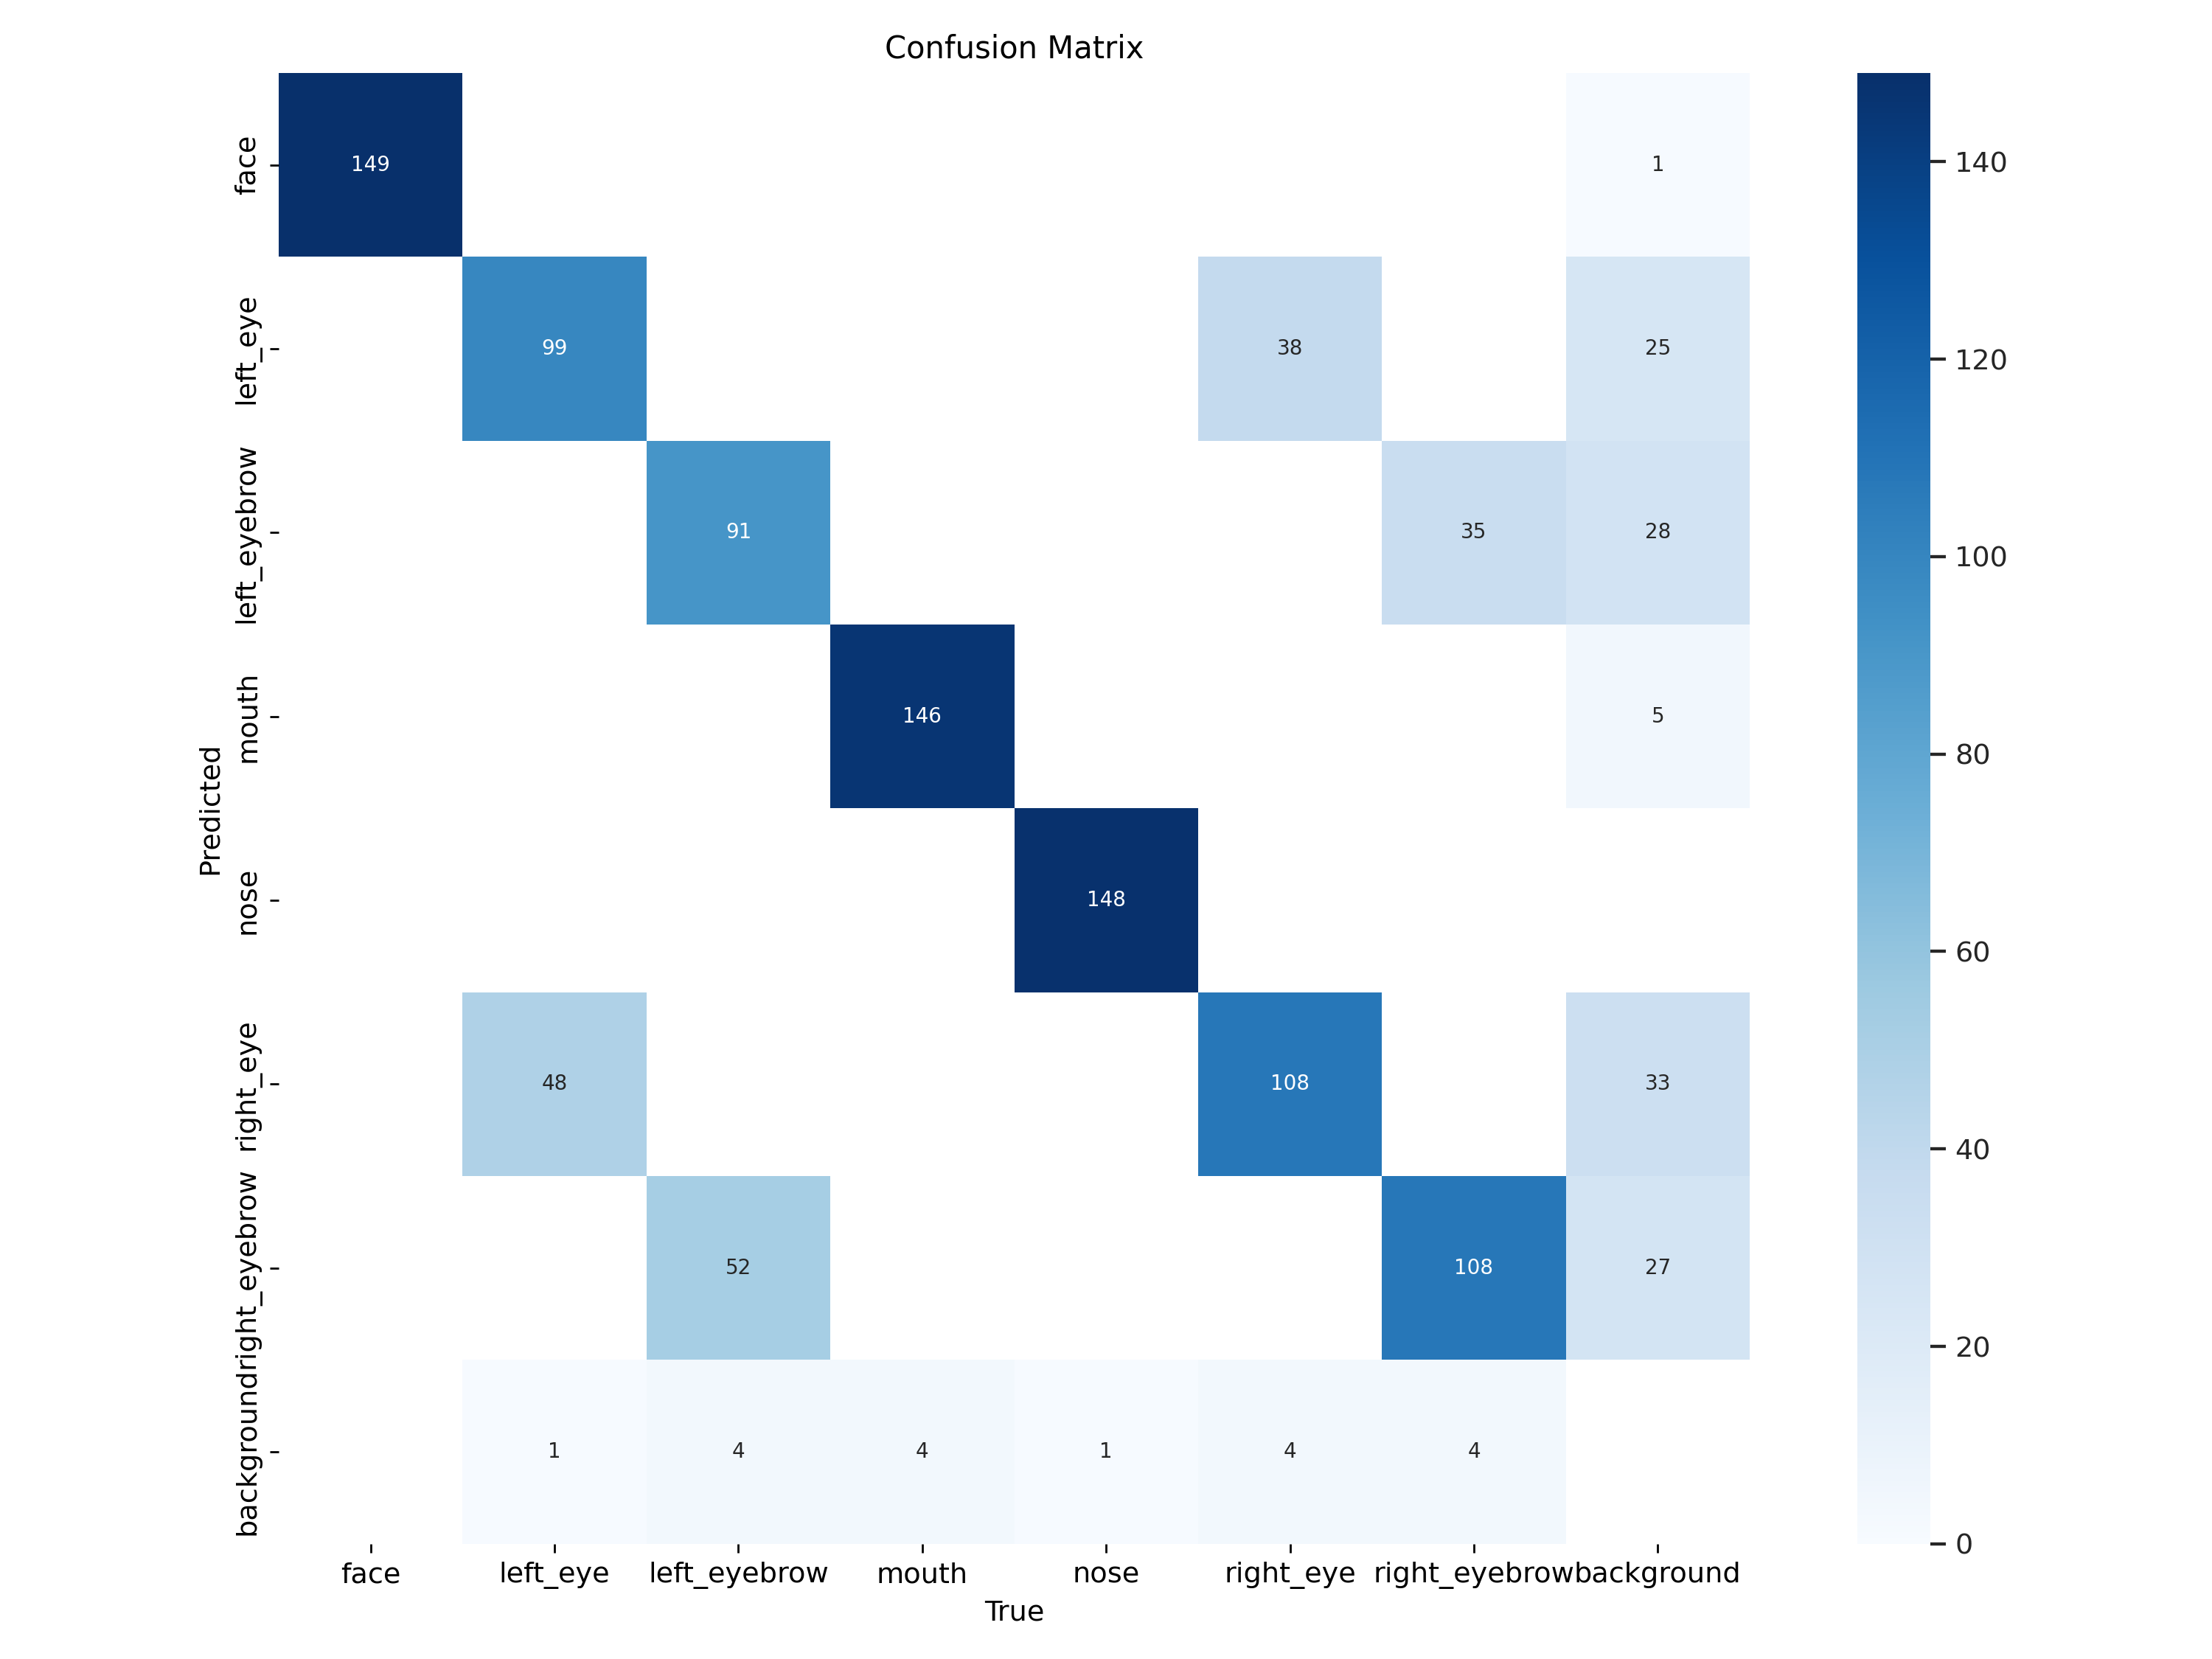 Confusion Matrix
face
149
1
140
left_eye
99
38
25
120
left_eyebrow
91
35
28
100
mouth
146
5
80
Predicted
nose
148
60
right_eye
48
108
33
40
right_eyebrow
52
108
27
20
background
1
4
4
1
4
4
0
face
left_eye
left_eyebrow
mouth
nose
right_eye
right_eyebrow
background
True